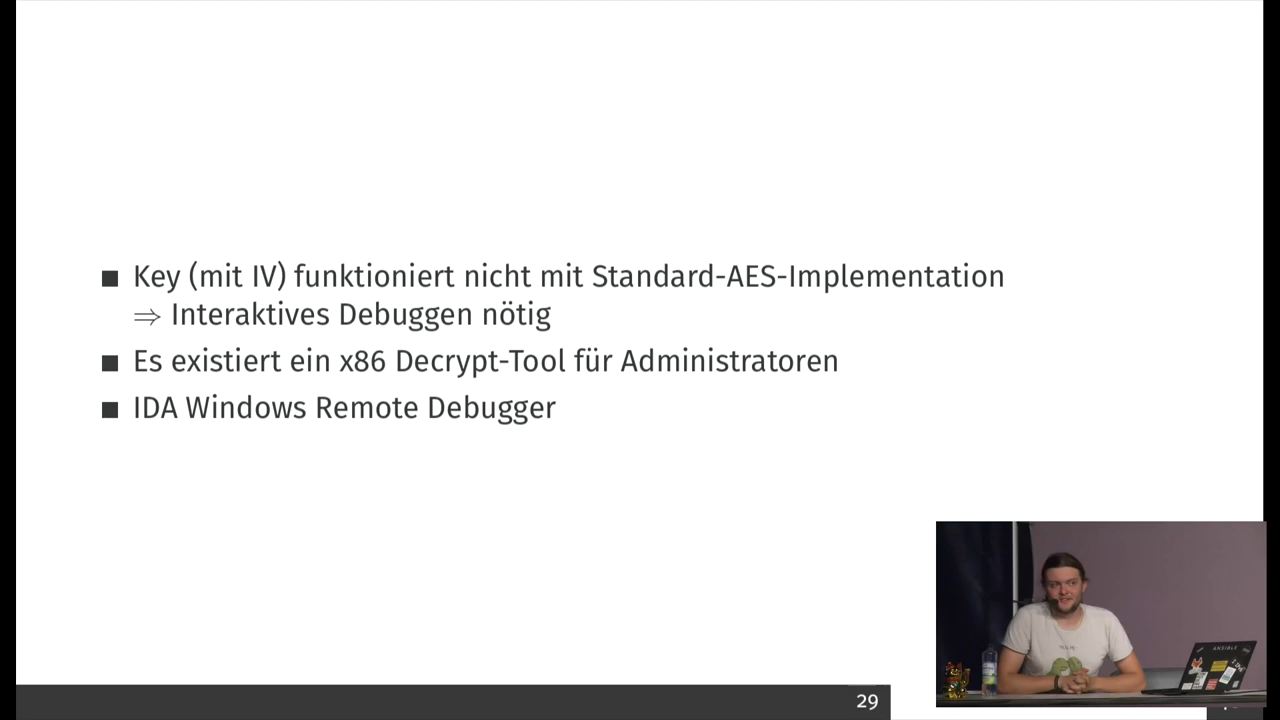 ■ Key (mit IV) funktioniert nicht mit Standard-AES-Implementation
⇒ Interaktives Debuggen nötig
■ Es existiert ein x86 Decrypt-Tool für Administratoren
■ IDA Windows Remote Debugger
29
ANSIBLE